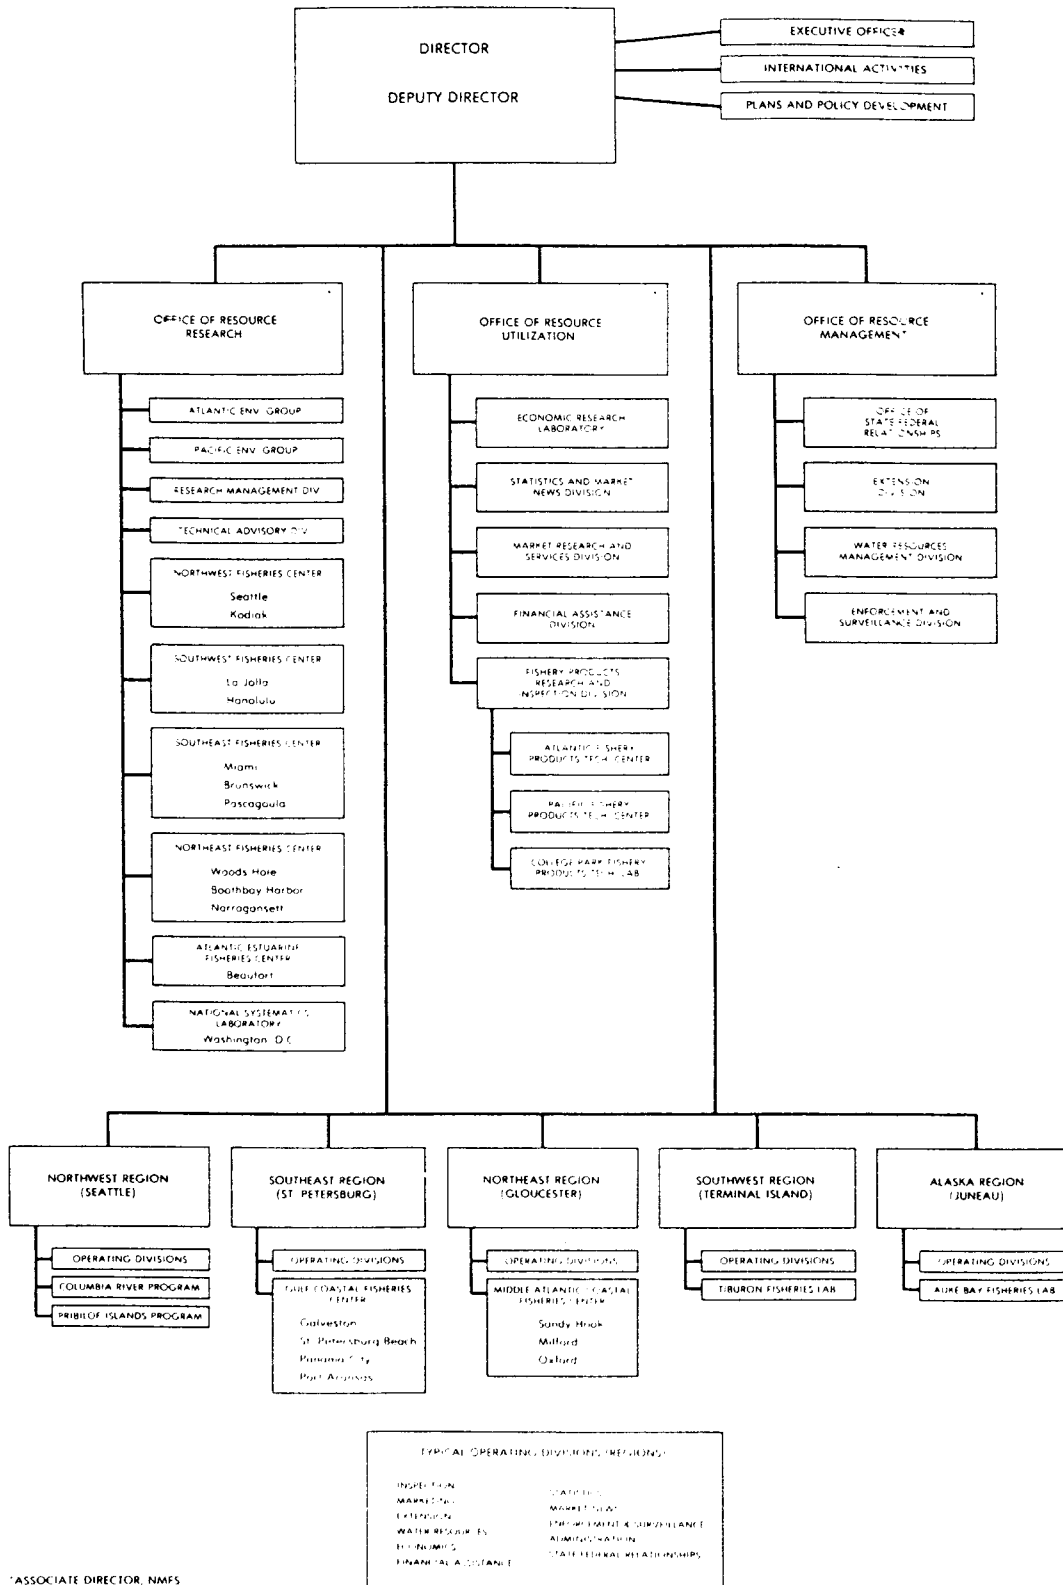 DIRECTOR
DEPUTY DIRECTOR
EXECUTIVE OFFICER
INTERNATIONAL ACTIVITIES
PLANS AND POLICY DEVELOPMENT
OFFICE OF RESOURCE
RESEARCH
*
ATLANTIC ENV. GROUP
PACIFIC ENV. GROUP
RESEARCH MANAGEMENT DIV.
TECHNICAL ADVISORY DIV.
NORTHWEST FISHERIES CENTER
Seattle
Kodiak
SOUTHWEST FISHERIES CENTER
La Jolla
Honolulu
SOUTHEAST FISHERIES CENTER
Miami
Brunswick
Pascagoula
NORTHEAST FISHERIES CENTER
Woods Hole
Boothbay Harbor
Narragansett
ATLANTIC ESTUARINE
FISHERIES CENTER
Beaufort
NATIONAL SYSTEMATICS
LABORATORY
Washington D.C.
OFFICE OF RESOURCE
UTILIZATION
*
ECONOMIC RESEARCH
LABORATORY
STATISTICS AND MARKET
NEWS DIVISION
MARKET RESEARCH AND
SERVICES DIVISION
FINANCIAL ASSISTANCE
DIVISION
FISHERY PRODUCTS
RESEARCH AND
INSPECTION DIVISION
ATLANTIC FISHERY
PRODUCTS TECH. CENTER
PACIFIC FISHERY
PRODUCTS TECH. CENTER
COLLEGE PARK FISHERY
PRODUCTS TECH. LAB
OFFICE OF RESOURCE
MANAGEMENT
*
OFFICE OF
STATE FEDERAL
RELATIONSHIPS
EXTENSION
DIVISION
WATER RESOURCES
MANAGEMENT DIVISION
ENFORCEMENT AND
SURVEILLANCE DIVISION
NORTHWEST REGION
(SEATTLE)
OPERATING DIVISIONS
COLUMBIA RIVER PROGRAM
PRIBILOF ISLANDS PROGRAM
SOUTHEAST REGION
(ST. PETERSBURG)
OPERATING DIVISIONS
GULF COASTAL FISHERIES
CENTER
Galveston
St. Petersburg Beach
Panama City
Port Aransas
NORTHEAST REGION
(GLOUCESTER)
OPERATING DIVISIONS
MIDDLE ATLANTIC COASTAL
FISHERIES CENTER
Sandy Hook
Milford
Oxford
SOUTHWEST REGION
(TERMINAL ISLAND)
OPERATING DIVISIONS
TIBURON FISHERIES LAB
ALASKA REGION
(JUNEAU)
OPERATING DIVISIONS
AUKE BAY FISHERIES LAB
TYPICAL OPERATING DIVISIONS (REGIONS)
INSPECTION
MARKETING
EXTENSION
WATER RESOURCES
ECONOMICS
FINANCIAL ASSISTANCE
STATISTICS
MARKET NEWS
ENFORCEMENT & SURVEILLANCE
ADMINISTRATION
STATE FEDERAL RELATIONSHIPS
*ASSOCIATE DIRECTOR, NMFS